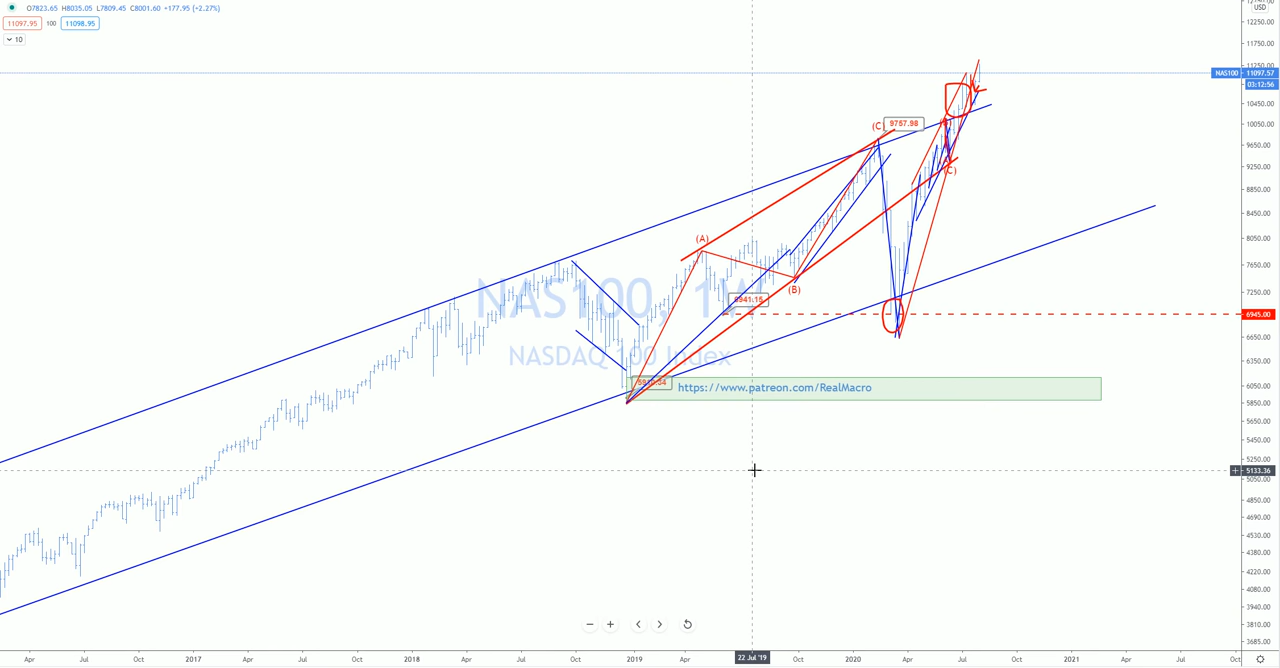 O7823.65 H8035.05 L7809.45 C8001.60 +177.95 (+2.27%)
11097.95 100 11098.95
10
USD
12250.00
11750.00
11250.00
NAS100 11097.57
03:12:56
10450.00
10050.00
9650.00
9250.00
8850.00
8450.00
8050.00
7650.00
7250.00
6945.00
6650.00
6350.00
6050.00
5850.00
5650.00
5450.00
5250.00
5133.36
5050.00
4850.00
4690.00
4530.00
4380.00
4220.00
4080.00
3940.00
3810.00
3685.00
(C)
9757.98
(C)
(A)
(B)
6941.15
NAS100, 1W
NASDAQ 100 Index
https://www.patreon.com/RealMacro
Apr Jul Oct 2017 Apr Jul Oct 2018 Apr Jul Oct 2019 Apr 22 Jul '19 Oct 2020 Apr Jul Oct 2021 Apr Jul Oct